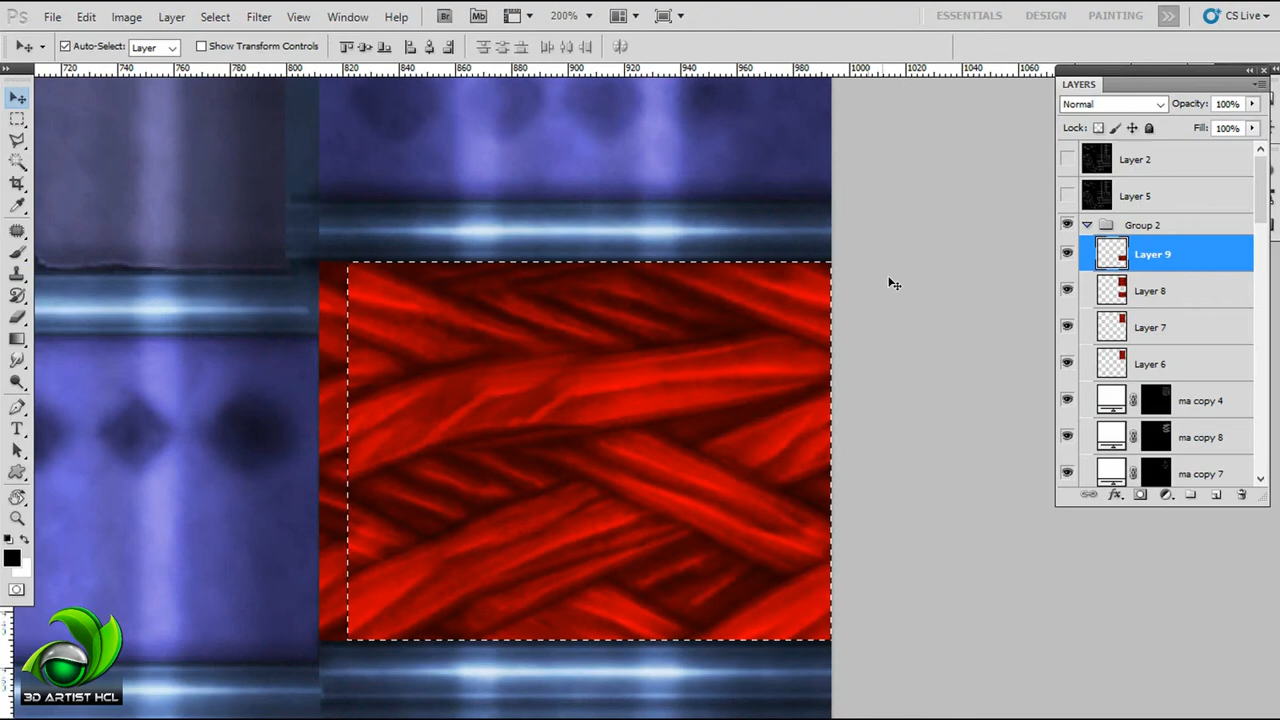 Ps File Edit Image Layer Select Filter View Window Help Br Mb 200% ESSENTIALS DESIGN PAINTING CS Live
Auto-Select: Layer Show Transform Controls
720 740 760 780 800 820 840 860 880 900 920 940 960 980 1000 1020 1040 1060
LAYERS
Normal Opacity: 100%
Lock: Fill: 100%
Layer 2
Layer 5
Group 2
Layer 9
Layer 8
Layer 7
Layer 6
ma copy 4
ma copy 8
ma copy 7
fx
T
3D ARTIST HCL